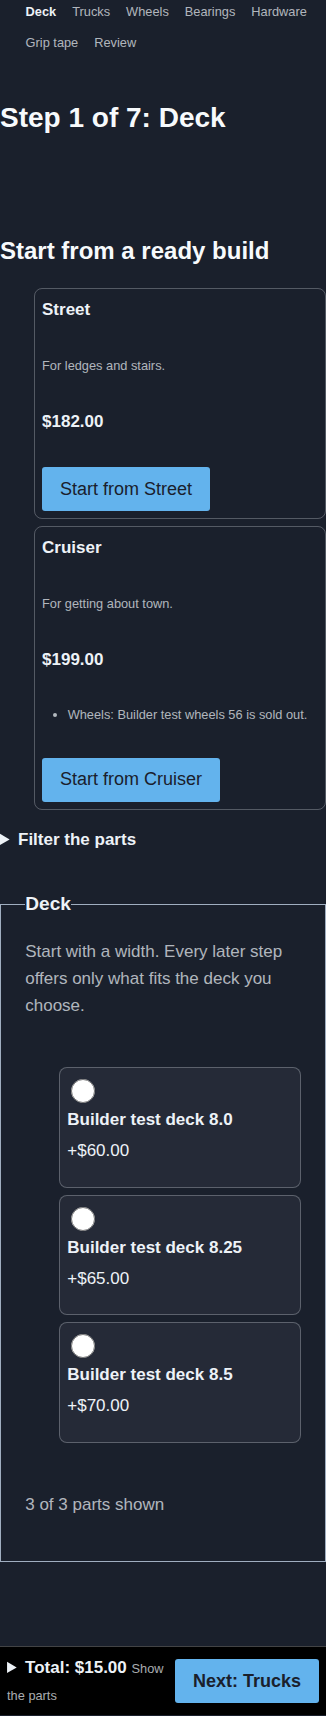 Deck Trucks Wheels Bearings Hardware
Grip tape Review
Step 1 of 7: Deck
Start from a ready build
Street
For ledges and stairs.
$182.00
Start from Street
Cruiser
For getting about town.
$199.00
• Wheels: Builder test wheels 56 is sold out.
Start from Cruiser
Filter the parts
Deck
Start with a width. Every later step
offers only what fits the deck you
choose.
Builder test deck 8.0
+$60.00
Builder test deck 8.25
+$65.00
Builder test deck 8.5
+$70.00
3 of 3 parts shown
Total: $15.00 Show
the parts
Next: Trucks